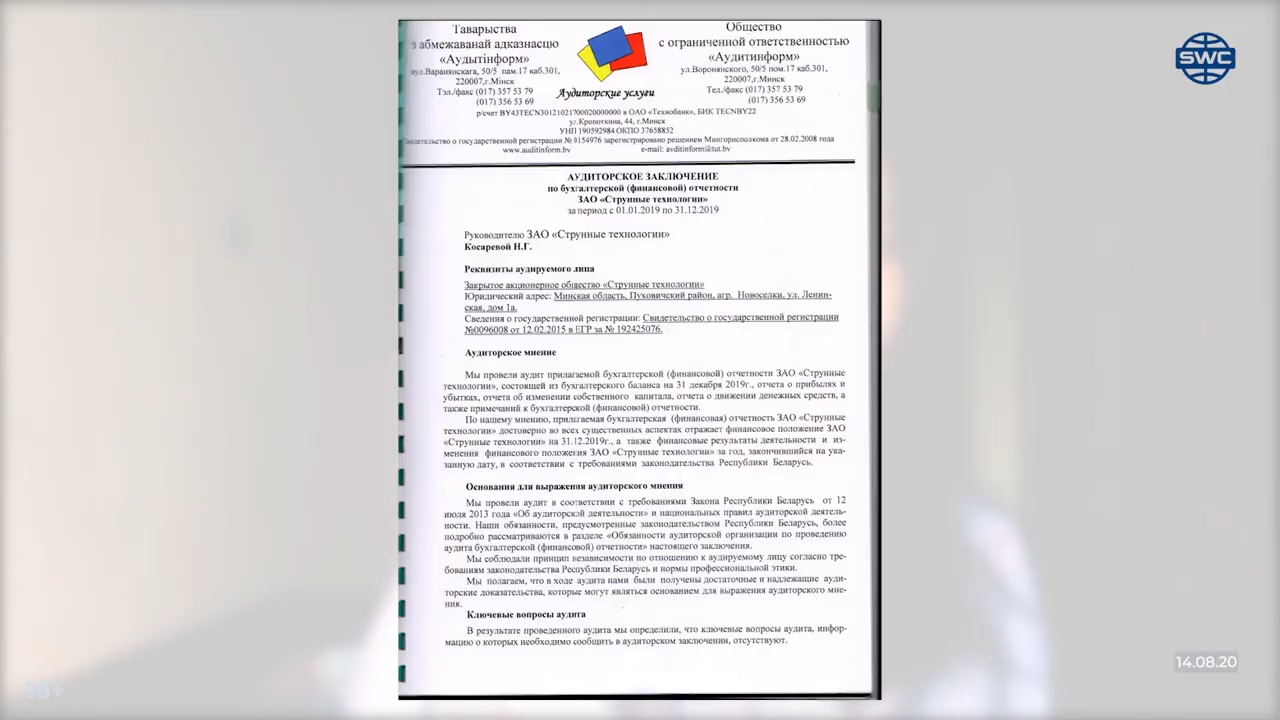 Таварыства
з абмежаванай адказнасцю
«Аудытінформ»
вул.Варанянскага, 50/5 пам.17 каб.301,
220007,г.Мінск
Тэл./факс (017) 357 53 79
(017) 356 53 69
Аудиторские услуги
Общество
с ограниченной ответственностью
«Аудитинформ»
ул.Воронянского, 50/5 пом.17 каб.301,
220007,г.Минск
Тел./факс (017) 357 53 79
(017) 356 53 69
SWC
р/счет BY43TECN30121021700020000000 в ОАО «Технобанк», БИК TECNBY22
ул.Кропоткина, 44, г.Минск
УНП 190592984 ОКПО 37658852
Свидетельство о государственной регистрации № 0154976 зарегистрировано решением Мингорисполкома от 28.02.2008 года
www.auditinform.by e-mail: avditinform@tut.by
АУДИТОРСКОЕ ЗАКЛЮЧЕНИЕ
по бухгалтерской (финансовой) отчетности
ЗАО «Струнные технологии»
за период с 01.01.2019 по 31.12.2019
Руководителю ЗАО «Струнные технологии»
Косаревой Н.Г.
Реквизиты аудируемого лица
Закрытое акционерное общество «Струнные технологии»
Юридический адрес: Минская область, Пуховичский район, агр. Новоселки, ул. Ленин-
ская, дом 1а.
Сведения о государственной регистрации: Свидетельство о государственной регистрации
№0096008 от 12.02.2015 в ЕГР за № 192425076.
Аудиторское мнение
Мы провели аудит прилагаемой бухгалтерской (финансовой) отчетности ЗАО «Струнные
технологии», состоящей из бухгалтерского баланса на 31 декабря 2019г., отчета о прибылях и
убытках, отчета об изменении собственного капитала, отчета о движении денежных средств, а
также примечаний к бухгалтерской (финансовой) отчетности.
По нашему мнению, прилагаемая бухгалтерская (финансовая) отчетность ЗАО «Струнные
технологии» достоверно во всех существенных аспектах отражает финансовое положение ЗАО
«Струнные технологии» на 31.12.2019г., а также финансовые результаты деятельности и из-
менения финансового положения ЗАО «Струнные технологии» за год, закончившийся на ука-
занную дату, в соответствии с требованиями законодательства Республики Беларусь.
Основания для выражения аудиторского мнения
Мы провели аудит в соответствии с требованиями Закона Республики Беларусь от 12
июля 2013 года «Об аудиторской деятельности» и национальных правил аудиторской деятель-
ности. Наши обязанности, предусмотренные законодательством Республики Беларусь, более
подробно рассматриваются в разделе «Обязанности аудиторской организации по проведению
аудита бухгалтерской (финансовой) отчетности» настоящего заключения.
Мы соблюдали принцип независимости по отношению к аудируемому лицу согласно тре-
бованиям законодательства Республики Беларусь и нормы профессиональной этики.
Мы полагаем, что в ходе аудита нами были получены достаточные и надлежащие ауди-
торские доказательства, которые могут являться основанием для выражения аудиторского мне-
ния.
Ключевые вопросы аудита
В результате проведенного аудита мы определили, что ключевые вопросы аудита, инфор-
мацию о которых необходимо сообщить в аудиторском заключении, отсутствуют.
14.08.20
18+